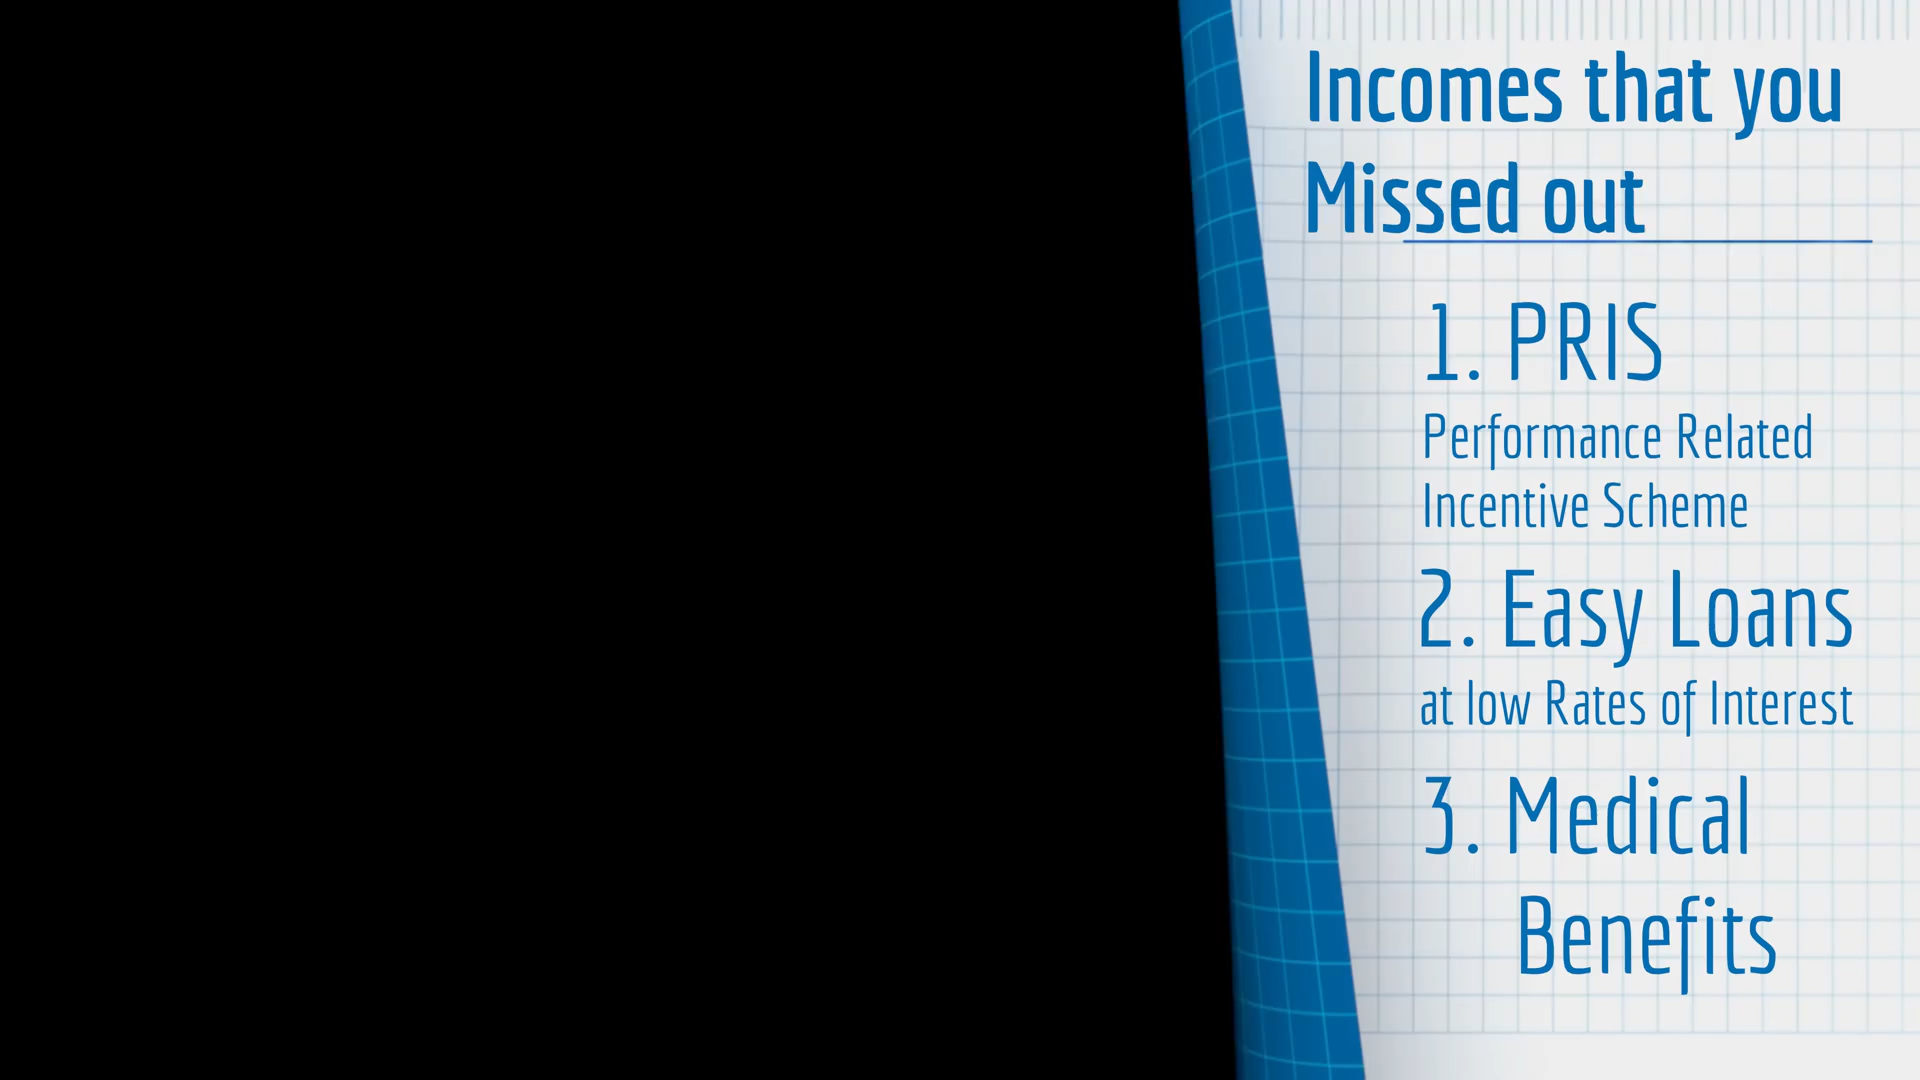 Incomes that you
Missed out
1. PRIS
Performance Related
Incentive Scheme
2. Easy Loans
at low Rates of Interest
3. Medical
Benefits